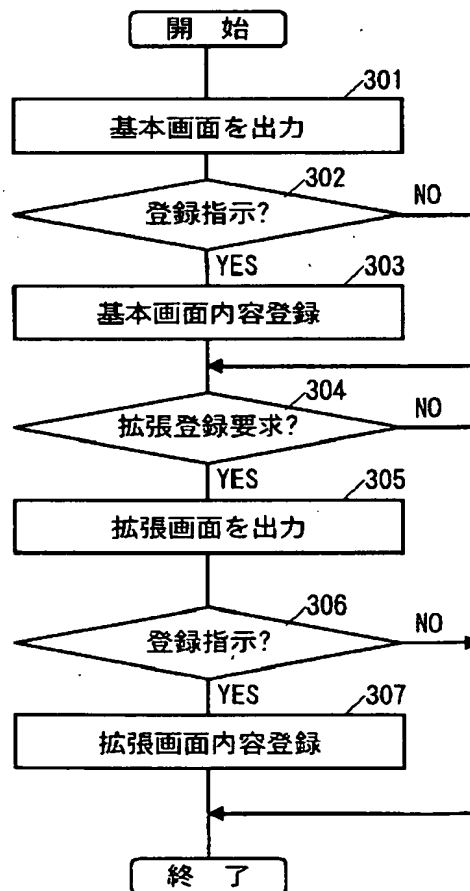 開 始
301
基本画面を出力
302
登録指示?
NO
YES
303
基本画面内容登録
304
拡張登録要求?
NO
YES
305
拡張画面を出力
306
登録指示?
NO
YES
307
拡張画面内容登録
終 了